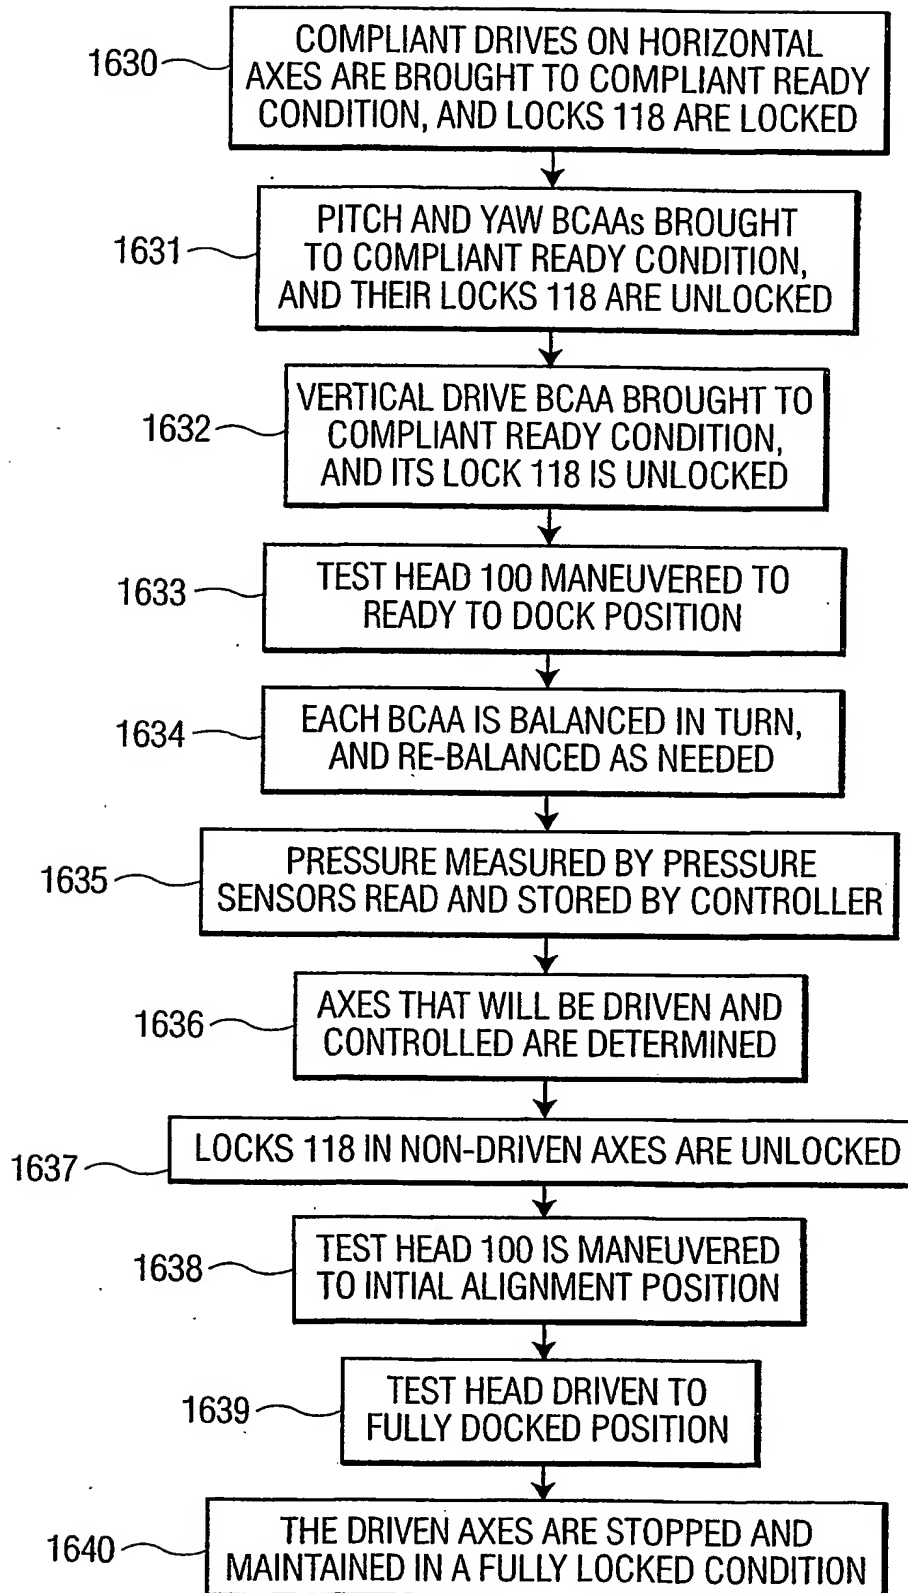 1630
COMPLIANT DRIVES ON HORIZONTAL
AXES ARE BROUGHT TO COMPLIANT READY
CONDITION, AND LOCKS 118 ARE LOCKED
1631
PITCH AND YAW BCAAs BROUGHT
TO COMPLIANT READY CONDITION,
AND THEIR LOCKS 118 ARE UNLOCKED
1632
VERTICAL DRIVE BCAA BROUGHT TO
COMPLIANT READY CONDITION,
AND ITS LOCK 118 IS UNLOCKED
1633
TEST HEAD 100 MANEUVERED TO
READY TO DOCK POSITION
1634
EACH BCAA IS BALANCED IN TURN,
AND RE-BALANCED AS NEEDED
1635
PRESSURE MEASURED BY PRESSURE
SENSORS READ AND STORED BY CONTROLLER
1636
AXES THAT WILL BE DRIVEN AND
CONTROLLED ARE DETERMINED
1637
LOCKS 118 IN NON-DRIVEN AXES ARE UNLOCKED
1638
TEST HEAD 100 IS MANEUVERED
TO INTIAL ALIGNMENT POSITION
1639
TEST HEAD DRIVEN TO
FULLY DOCKED POSITION
1640
THE DRIVEN AXES ARE STOPPED AND
MAINTAINED IN A FULLY LOCKED CONDITION